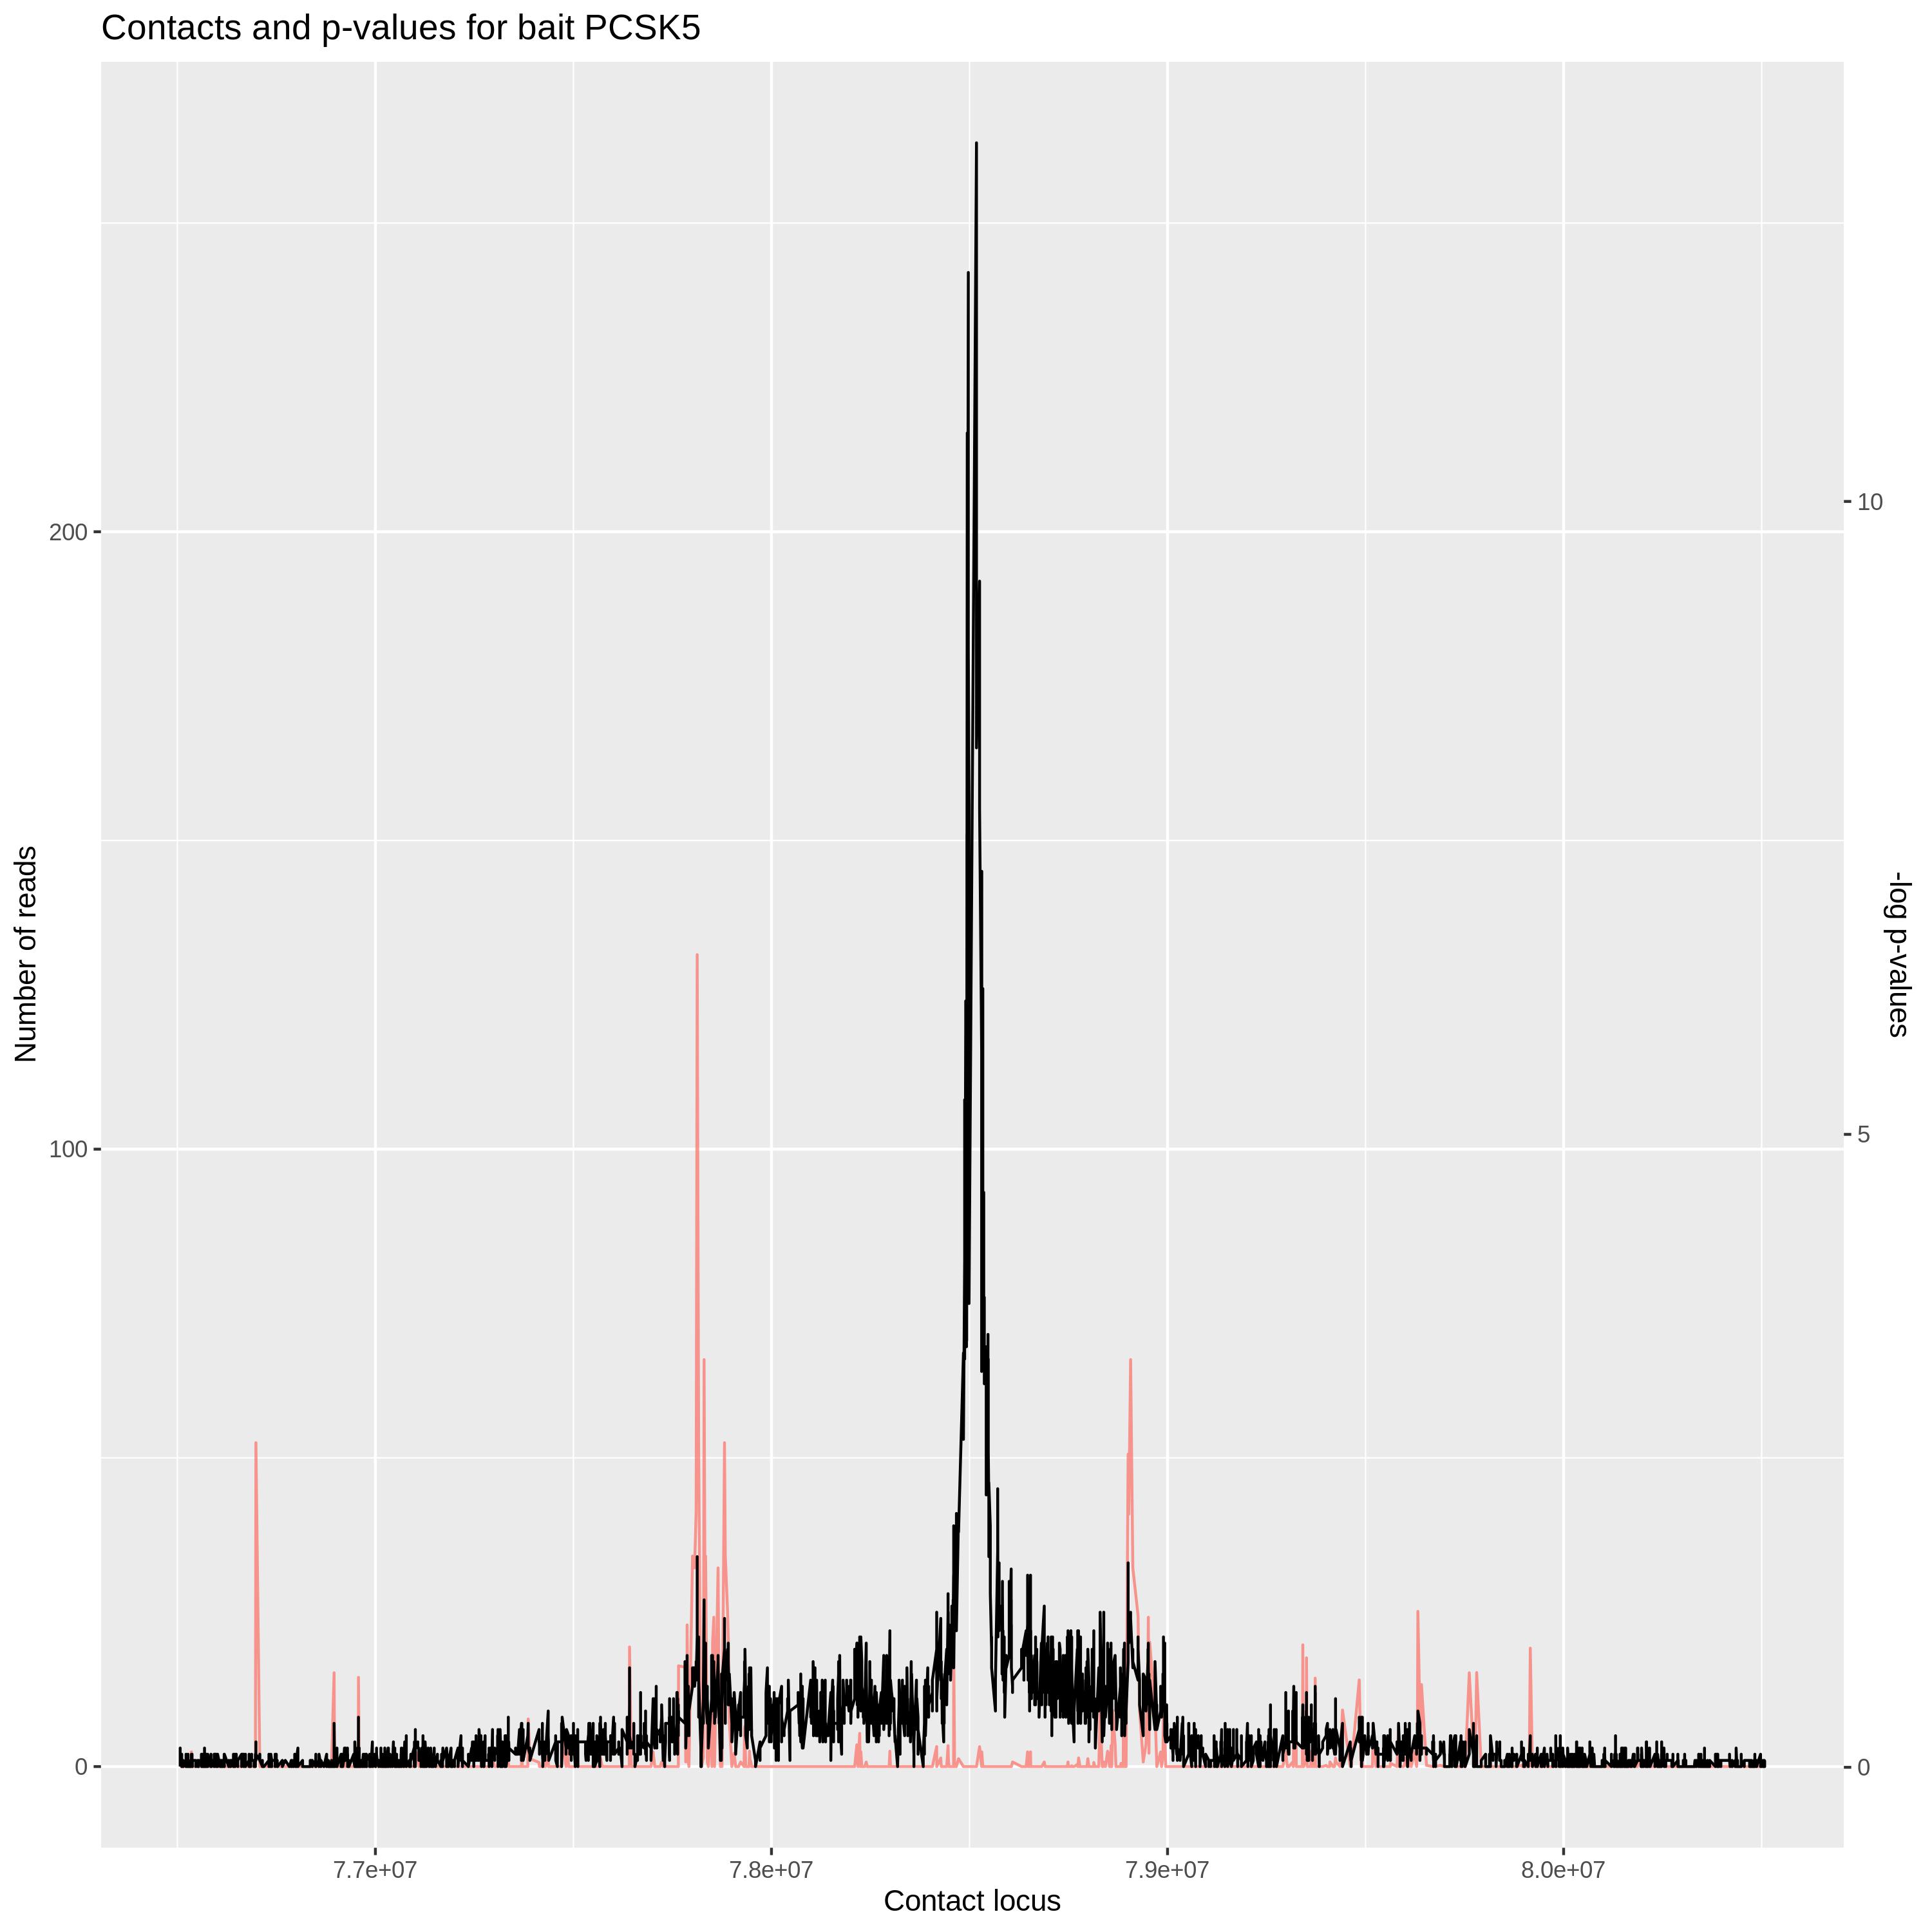 Contacts and p-values for bait PCSK5
Number of reads
200
100
0
10
5
0
-log p-values
7.7e+07
7.8e+07
7.9e+07
8.0e+07
Contact locus